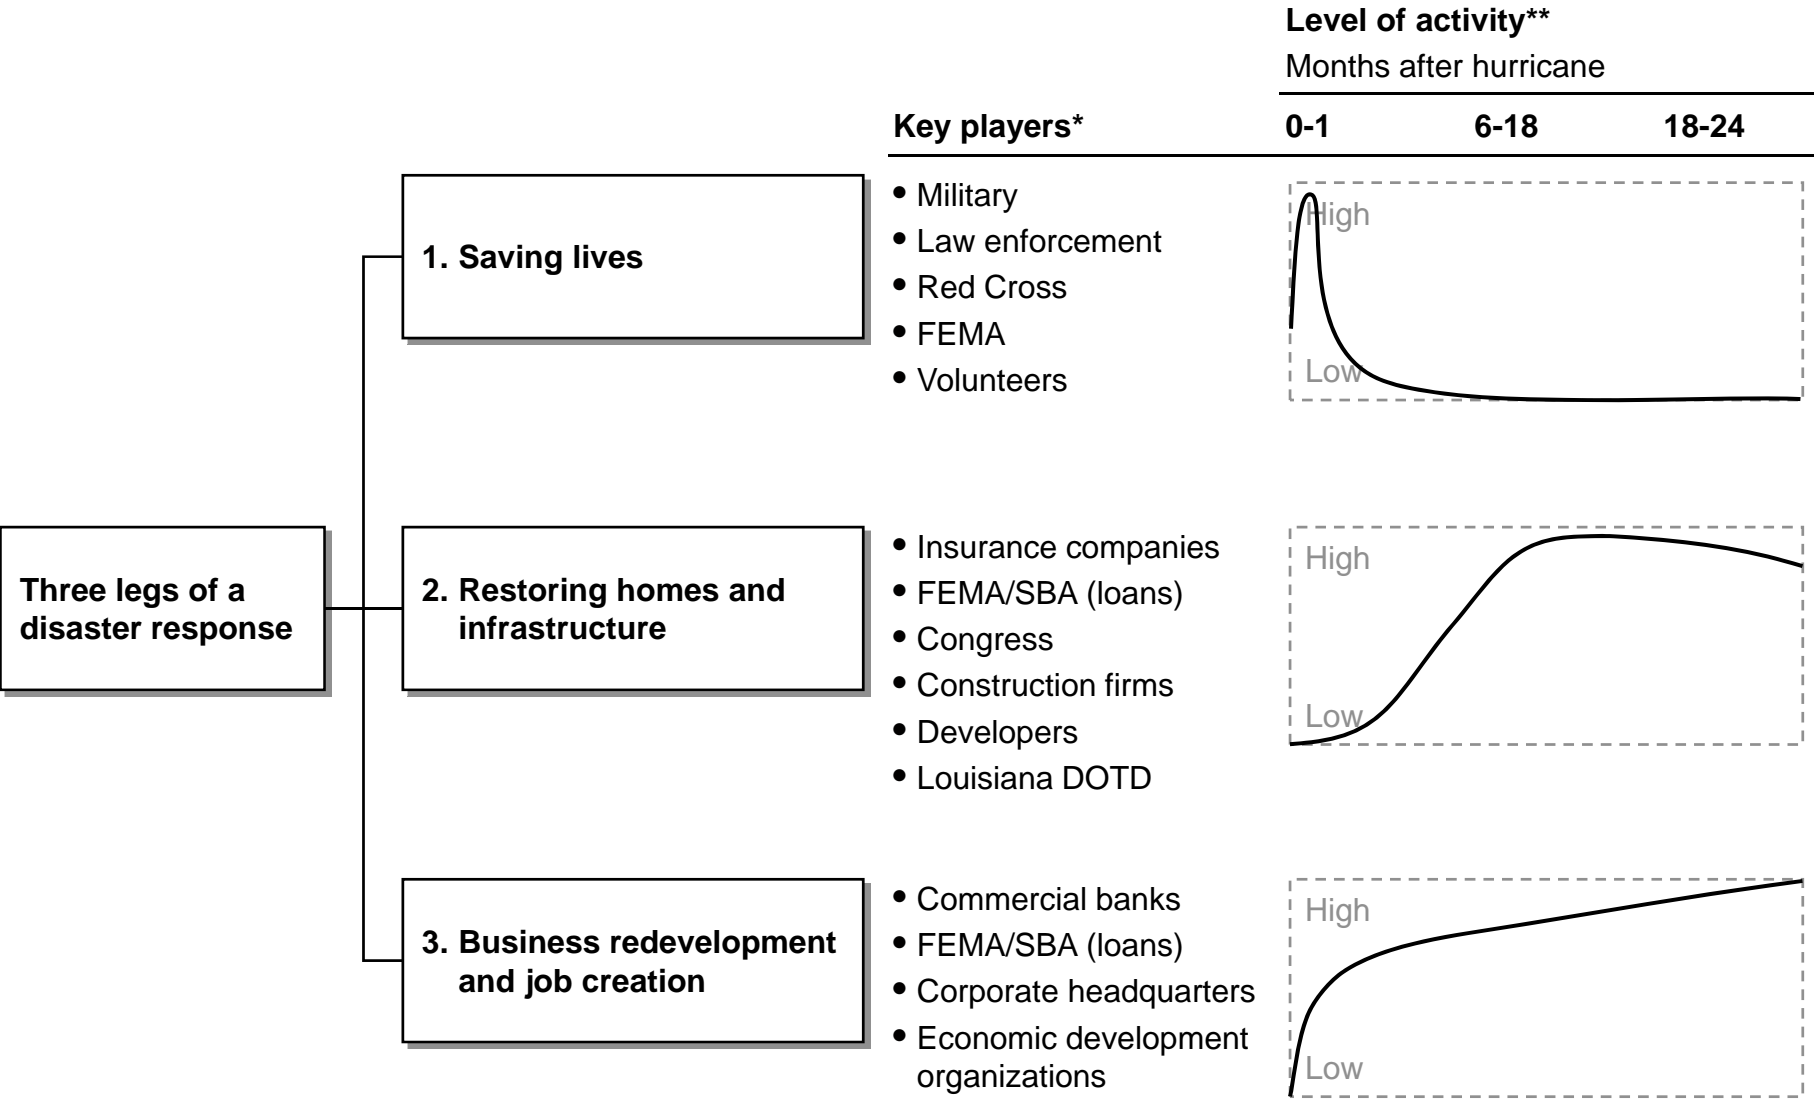 Level of activity**
Months after hurricane
Key players*
0-1
6-18
18-24
Three legs of a
disaster response
1. Saving lives
• Military
• Law enforcement
• Red Cross
• FEMA
• Volunteers
High
Low
2. Restoring homes and
infrastructure
• Insurance companies
• FEMA/SBA (loans)
• Congress
• Construction firms
• Developers
• Louisiana DOTD
High
Low
3. Business redevelopment
and job creation
• Commercial banks
• FEMA/SBA (loans)
• Corporate headquarters
• Economic development
organizations
High
Low